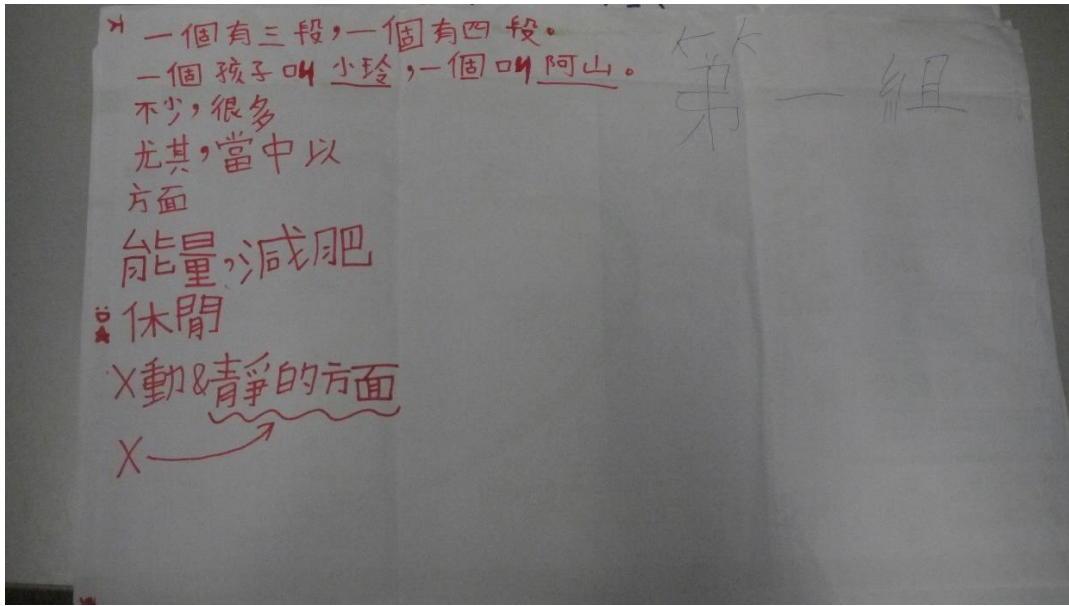 一個有三段，一個有四段。
一個孩子叫小玲，一個叫阿山。
不少，很多
尤其，當中以
方面
能量，減肥
休閒
X動&靜的方面
X
第一組